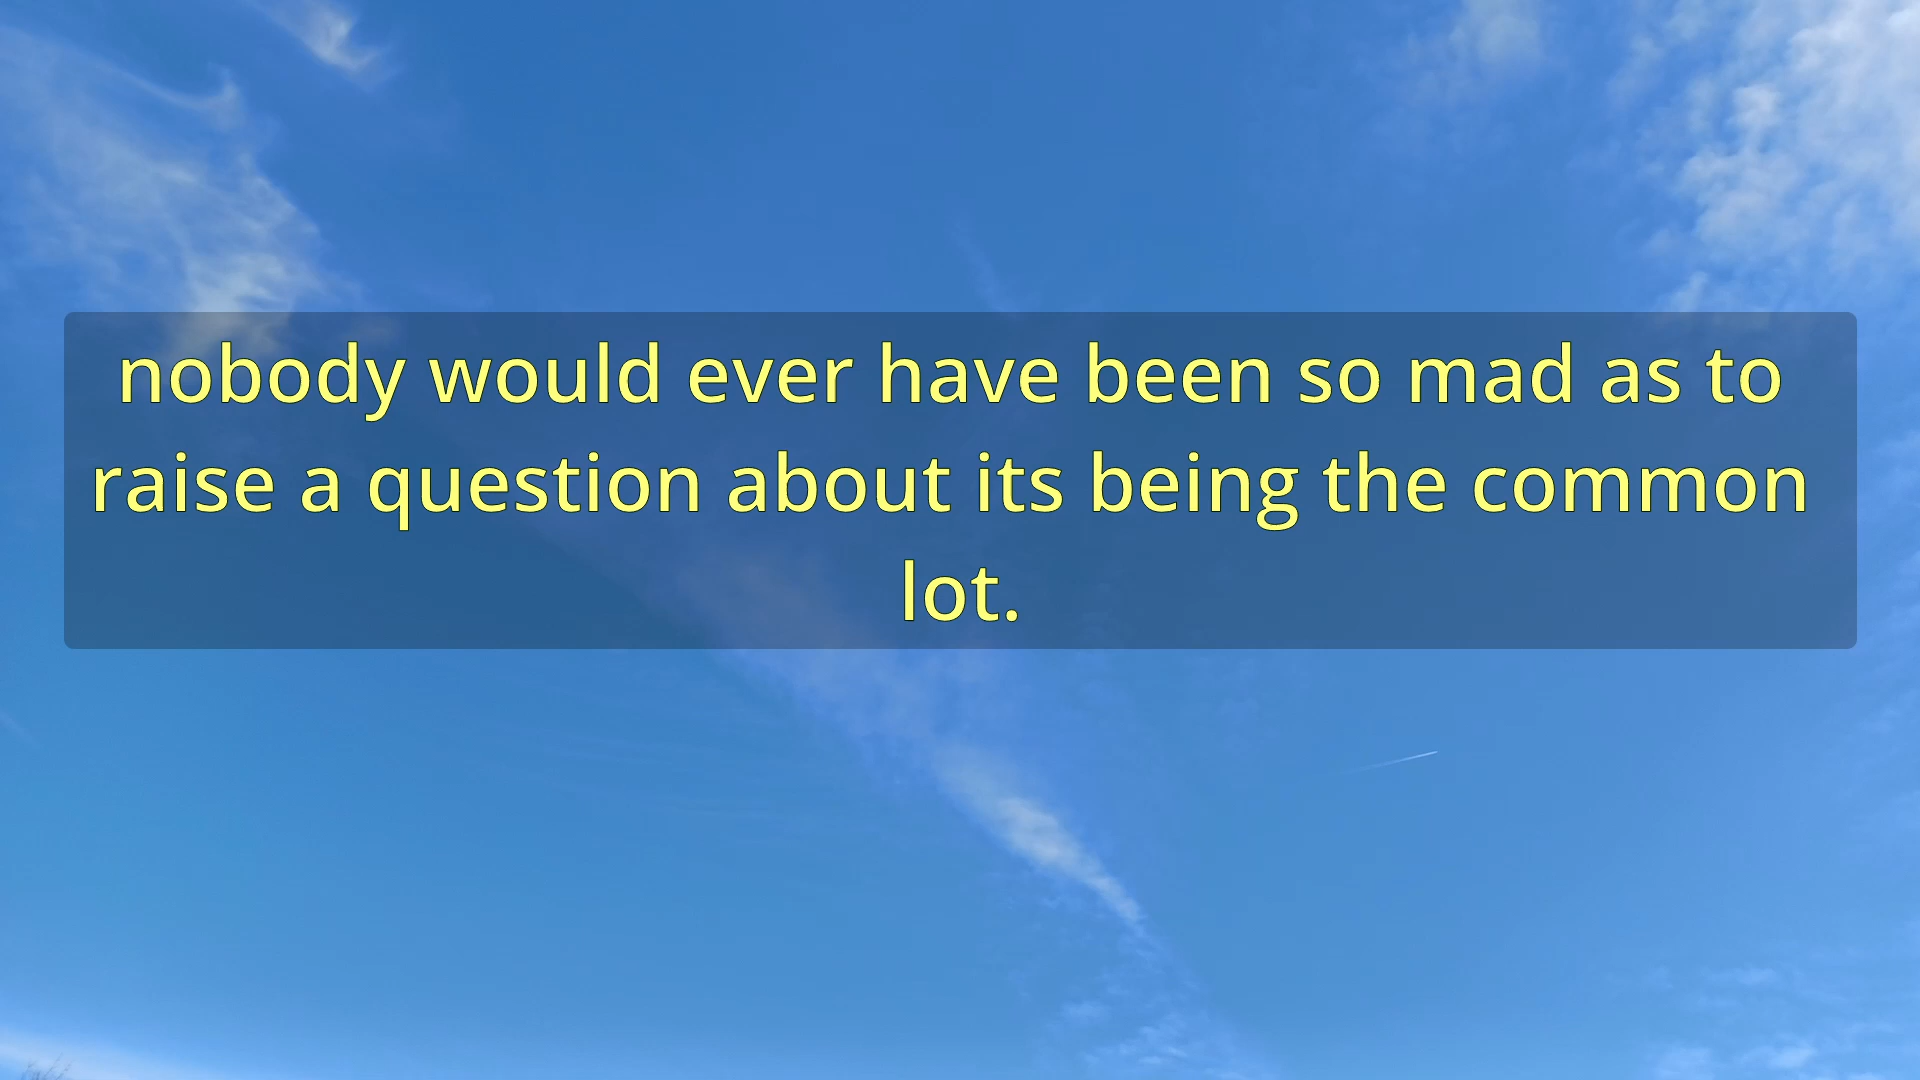 nobody would ever have been so mad as to
raise a question about its being the common
lot.